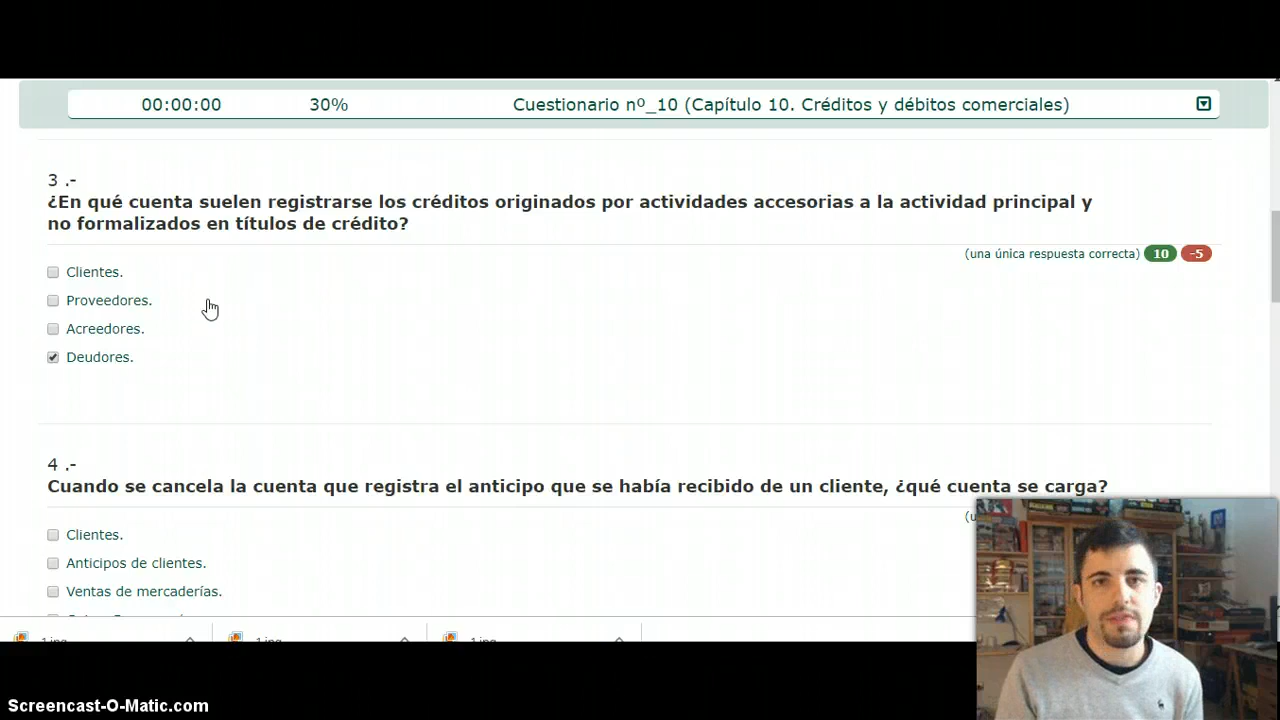 00:00:00 30% Cuestionario nº_10 (Capítulo 10. Créditos y débitos comerciales)
3 .-
¿En qué cuenta suelen registrarse los créditos originados por actividades accesorias a la actividad principal y
no formalizados en títulos de crédito?
(una única respuesta correcta) 10 -5
Clientes.
Proveedores.
Acreedores.
Deudores.
4 .-
Cuando se cancela la cuenta que registra el anticipo que se había recibido de un cliente, ¿qué cuenta se carga?
Clientes.
Anticipos de clientes.
Ventas de mercaderías.
Screencast-O-Matic.com